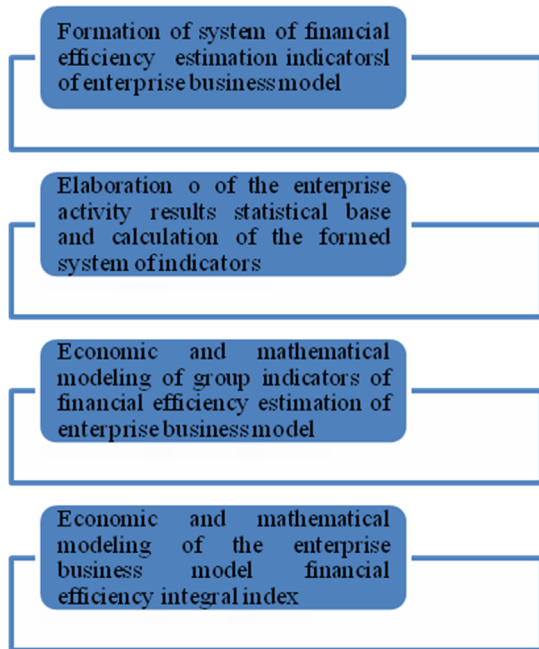 Formation of system of financial
efficiency estimation indicatorsl
of enterprise business model
Elaboration o of the enterprise
activity results statistical base
and calculation of the formed
system of indicators
Economic and mathematical
modeling of group indicators of
financial efficiency estimation of
enterprise business model
Economic and mathematical
modeling of the enterprise
business model financial
efficiency integral index